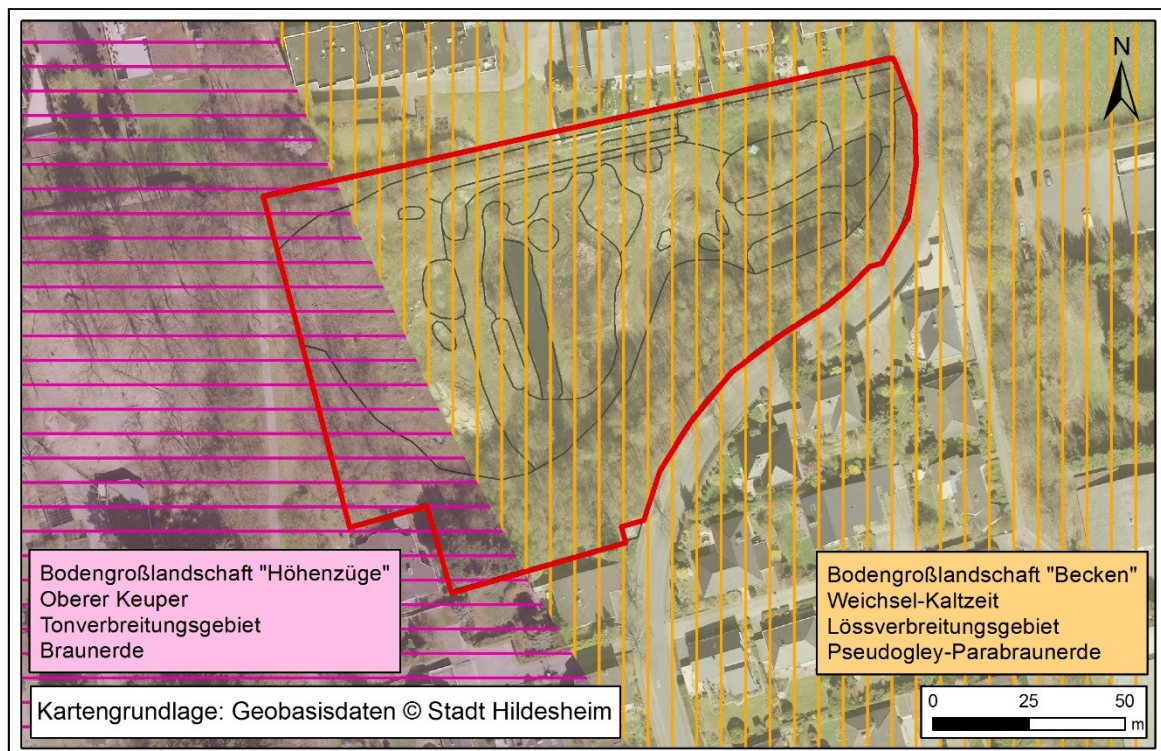 N
Bodengroßlandschaft "Höhenzüge"
Oberer Keuper
Tonverbreitungsgebiet
Braunerde
Bodengroßlandschaft "Becken"
Weichsel-Kaltzeit
Lössverbreitungsgebiet
Pseudogley-Parabraunerde
Kartengrundlage: Geobasisdaten © Stadt Hildesheim
0 25 50
m